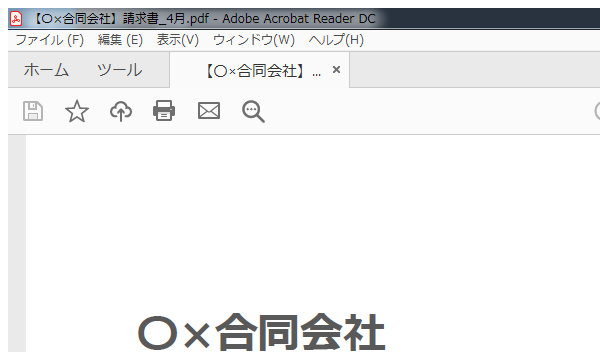 【〇×合同会社】請求書_4月.pdf - Adobe Acrobat Reader DC
ファイル (F) 編集 (E) 表示(V) ウィンドウ(W) ヘルプ(H)
ホーム ツール 【〇×合同会社】... ×
〇×合同会社